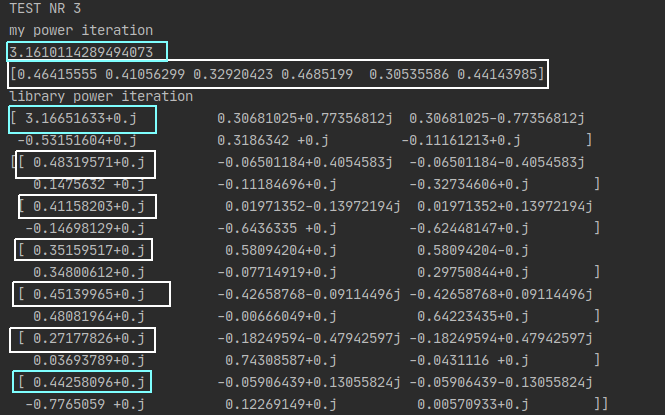 TEST NR 3
my power iteration
3.1610114289494073
[0.46415555 0.41056299 0.32920423 0.4685199  0.30535586 0.44143985]
library power iteration
[ 3.16651633+0.j          0.30681025+0.77356812j  0.30681025-0.77356812j
 -0.53151604+0.j          0.3186342 +0.j         -0.11161213+0.j        ]
[[ 0.48319571+0.j         -0.06501184+0.4054583j  -0.06501184-0.4054583j
   0.1475632 +0.j         -0.11184696+0.j         -0.32734606+0.j        ]
 [ 0.41158203+0.j          0.01971352-0.13972194j  0.01971352+0.13972194j
  -0.14698129+0.j         -0.6436335 +0.j         -0.62448147+0.j        ]
 [ 0.35159517+0.j          0.58094204+0.j          0.58094204-0.j
   0.34800612+0.j         -0.07714919+0.j          0.29750844+0.j        ]
 [ 0.45139965+0.j         -0.42658768-0.09114496j -0.42658768+0.09114496j
   0.48081964+0.j         -0.00666049+0.j          0.64223435+0.j        ]
 [ 0.27177826+0.j         -0.18249594-0.47942597j -0.18249594+0.47942597j
   0.03693789+0.j          0.74308587+0.j         -0.0431116 +0.j        ]
 [ 0.44258096+0.j         -0.05906439+0.13055824j -0.05906439-0.13055824j
  -0.7765059 +0.j          0.12269149+0.j          0.00570933+0.j        ]]